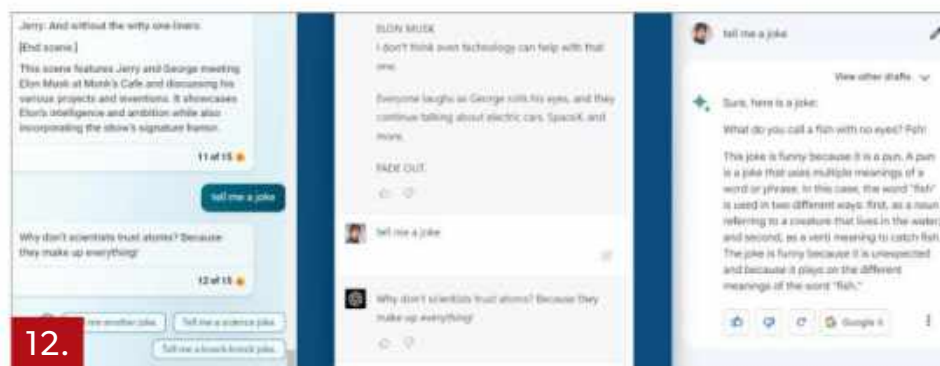 Jerry: And without the witty one-liners.
[End scene.]
This scene features Jerry and George meeting
Elon Musk at Monk's Cafe and discussing his
various projects and inventions. It showcases
Elon's intelligence and ambition while also
incorporating the show's signature humor.
11 of 15
tell me a joke
Why don't scientists trust atoms? Because
they make up everything!
12 of 15
me another joke.
Tell me a science joke.
Tell me a knock-knock joke.
12.
ELON MUSK
I don't think even technology can help with that
one.
Everyone laughs as George rolls his eyes, and they
continue talking about electric cars, SpaceX, and
more.
FADE OUT.
tell me a joke
Why don't scientists trust atoms? Because they
make up everything!
tell me a joke
View other drafts
Sure, here is a joke:
What do you call a fish with no eyes? Fsh!
This joke is funny because it is a pun. A pun
is a joke that uses multiple meanings of a
word or phrase. In this case, the word "fish"
is used in two different ways: first, as a noun
referring to a creature that lives in the water,
and second, as a verb meaning to catch fish.
The joke is funny because it is unexpected
and because it plays on the different
meanings of the word "fish."
Google it